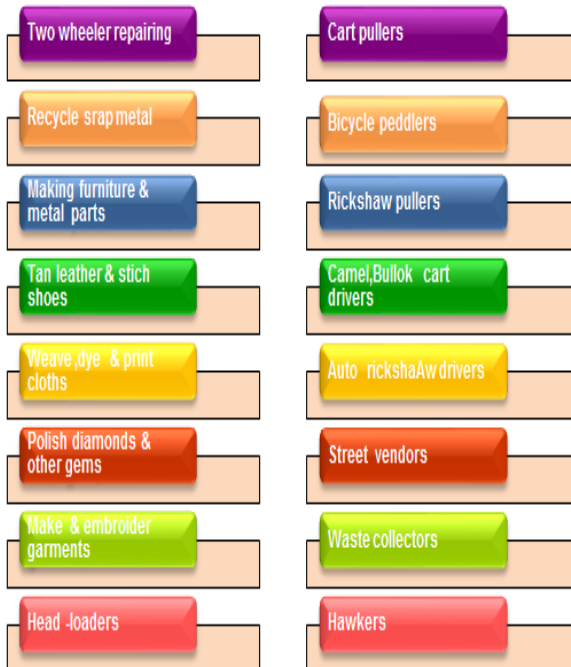 Two wheeler repairing
Recycle srap metal
Making furniture &
metal parts
Tan leather & stich
shoes
Weave ,dye & print
cloths
Polish diamonds &
other gems
Make & embroider
garments
Head -loaders
Cart pullers
Bicycle peddlers
Rickshaw pullers
Camel,Bullok cart
drivers
Auto rickshaAw drivers
Street vendors
Waste collectors
Hawkers